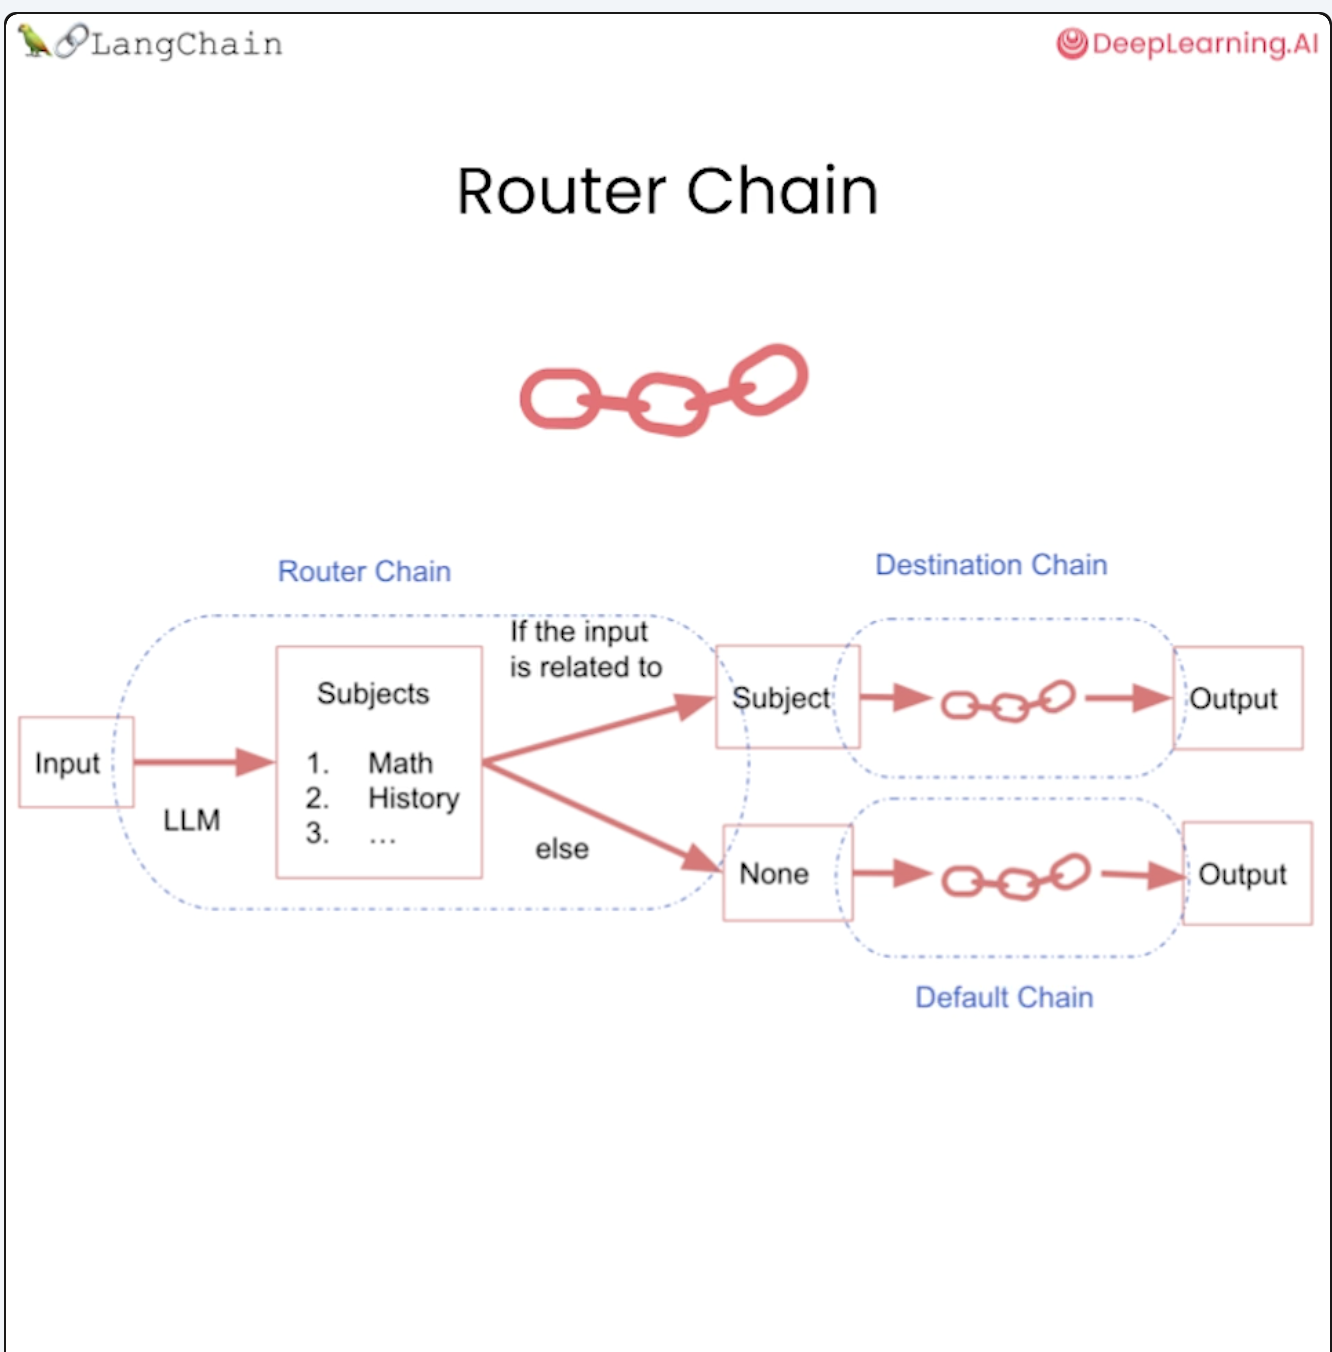 LangChain
DeepLearning.AI
Router Chain
Router Chain
Destination Chain
If the input
is related to
Subjects
1. Math
2. History
3. ...
Input
LLM
else
Subject
Output
None
Output
Default Chain